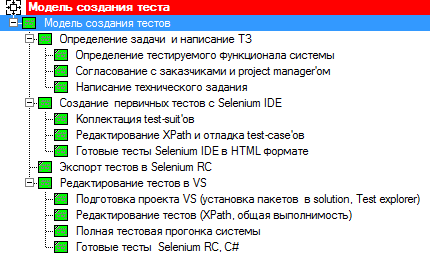 Модель создания теста
Модель создания тестов
Определение задачи и написание ТЗ
Определение тестируемого функционала системы
Согласование с заказчиками и project manager'ом
Написание технического задания
Создание первичных тестов с Selenium IDE
Коплектация test-suit'ов
Редактирование XPath и отладка test-case'ов
Готовые тесты Selenium IDE в HTML формате
Экспорт тестов в Selenium RC
Редактирование тестов в VS
Подготовка проекта VS (установка пакетов в solution, Test explorer)
Редактирование тестов (XPath, общая выполнимость)
Полная тестовая прогонка системы
Готовые тесты Selenium RC, C#